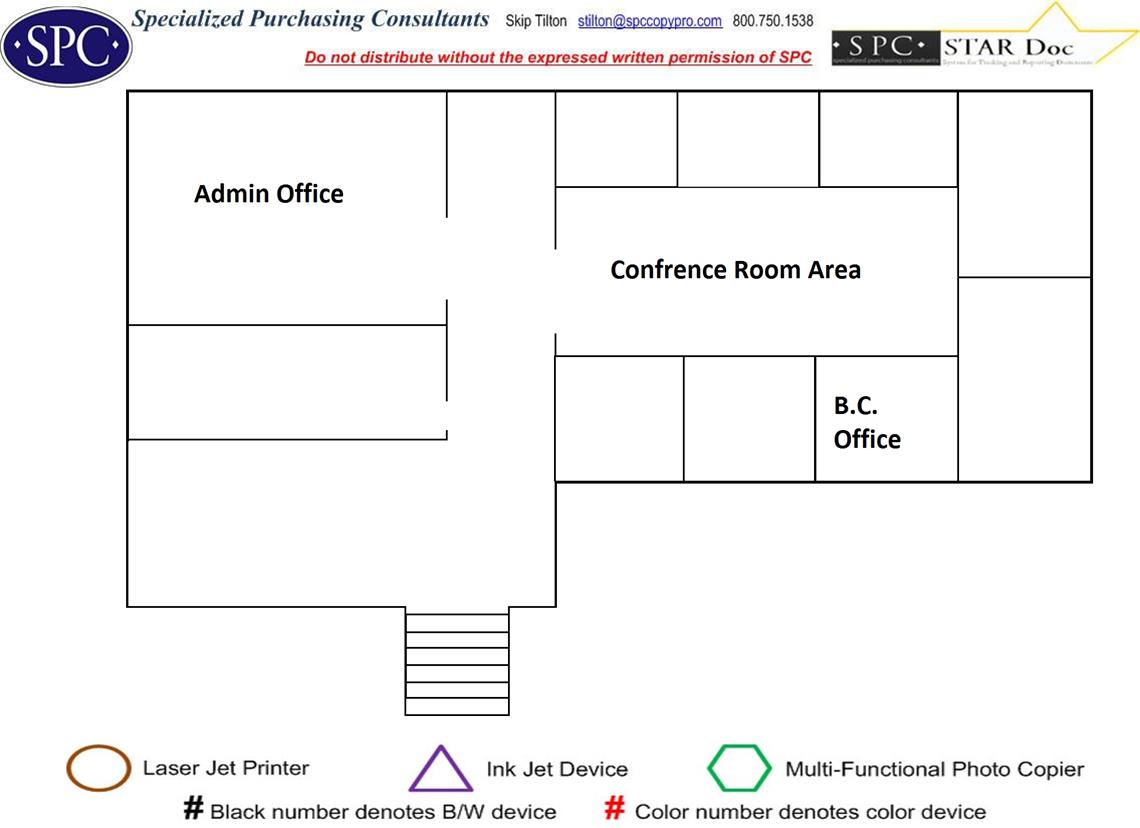 ·SPC· Specialized Purchasing Consultants Skip Tilton stilton@spccopypro.com 800.750.1538
Do not distribute without the expressed written permission of SPC
·SPC· STAR Doc
specialized purchasing consultants System for Tracking and Reporting Documents
Admin Office
Confrence Room Area
B.C.
Office
Laser Jet Printer Ink Jet Device Multi-Functional Photo Copier
# Black number denotes B/W device # Color number denotes color device